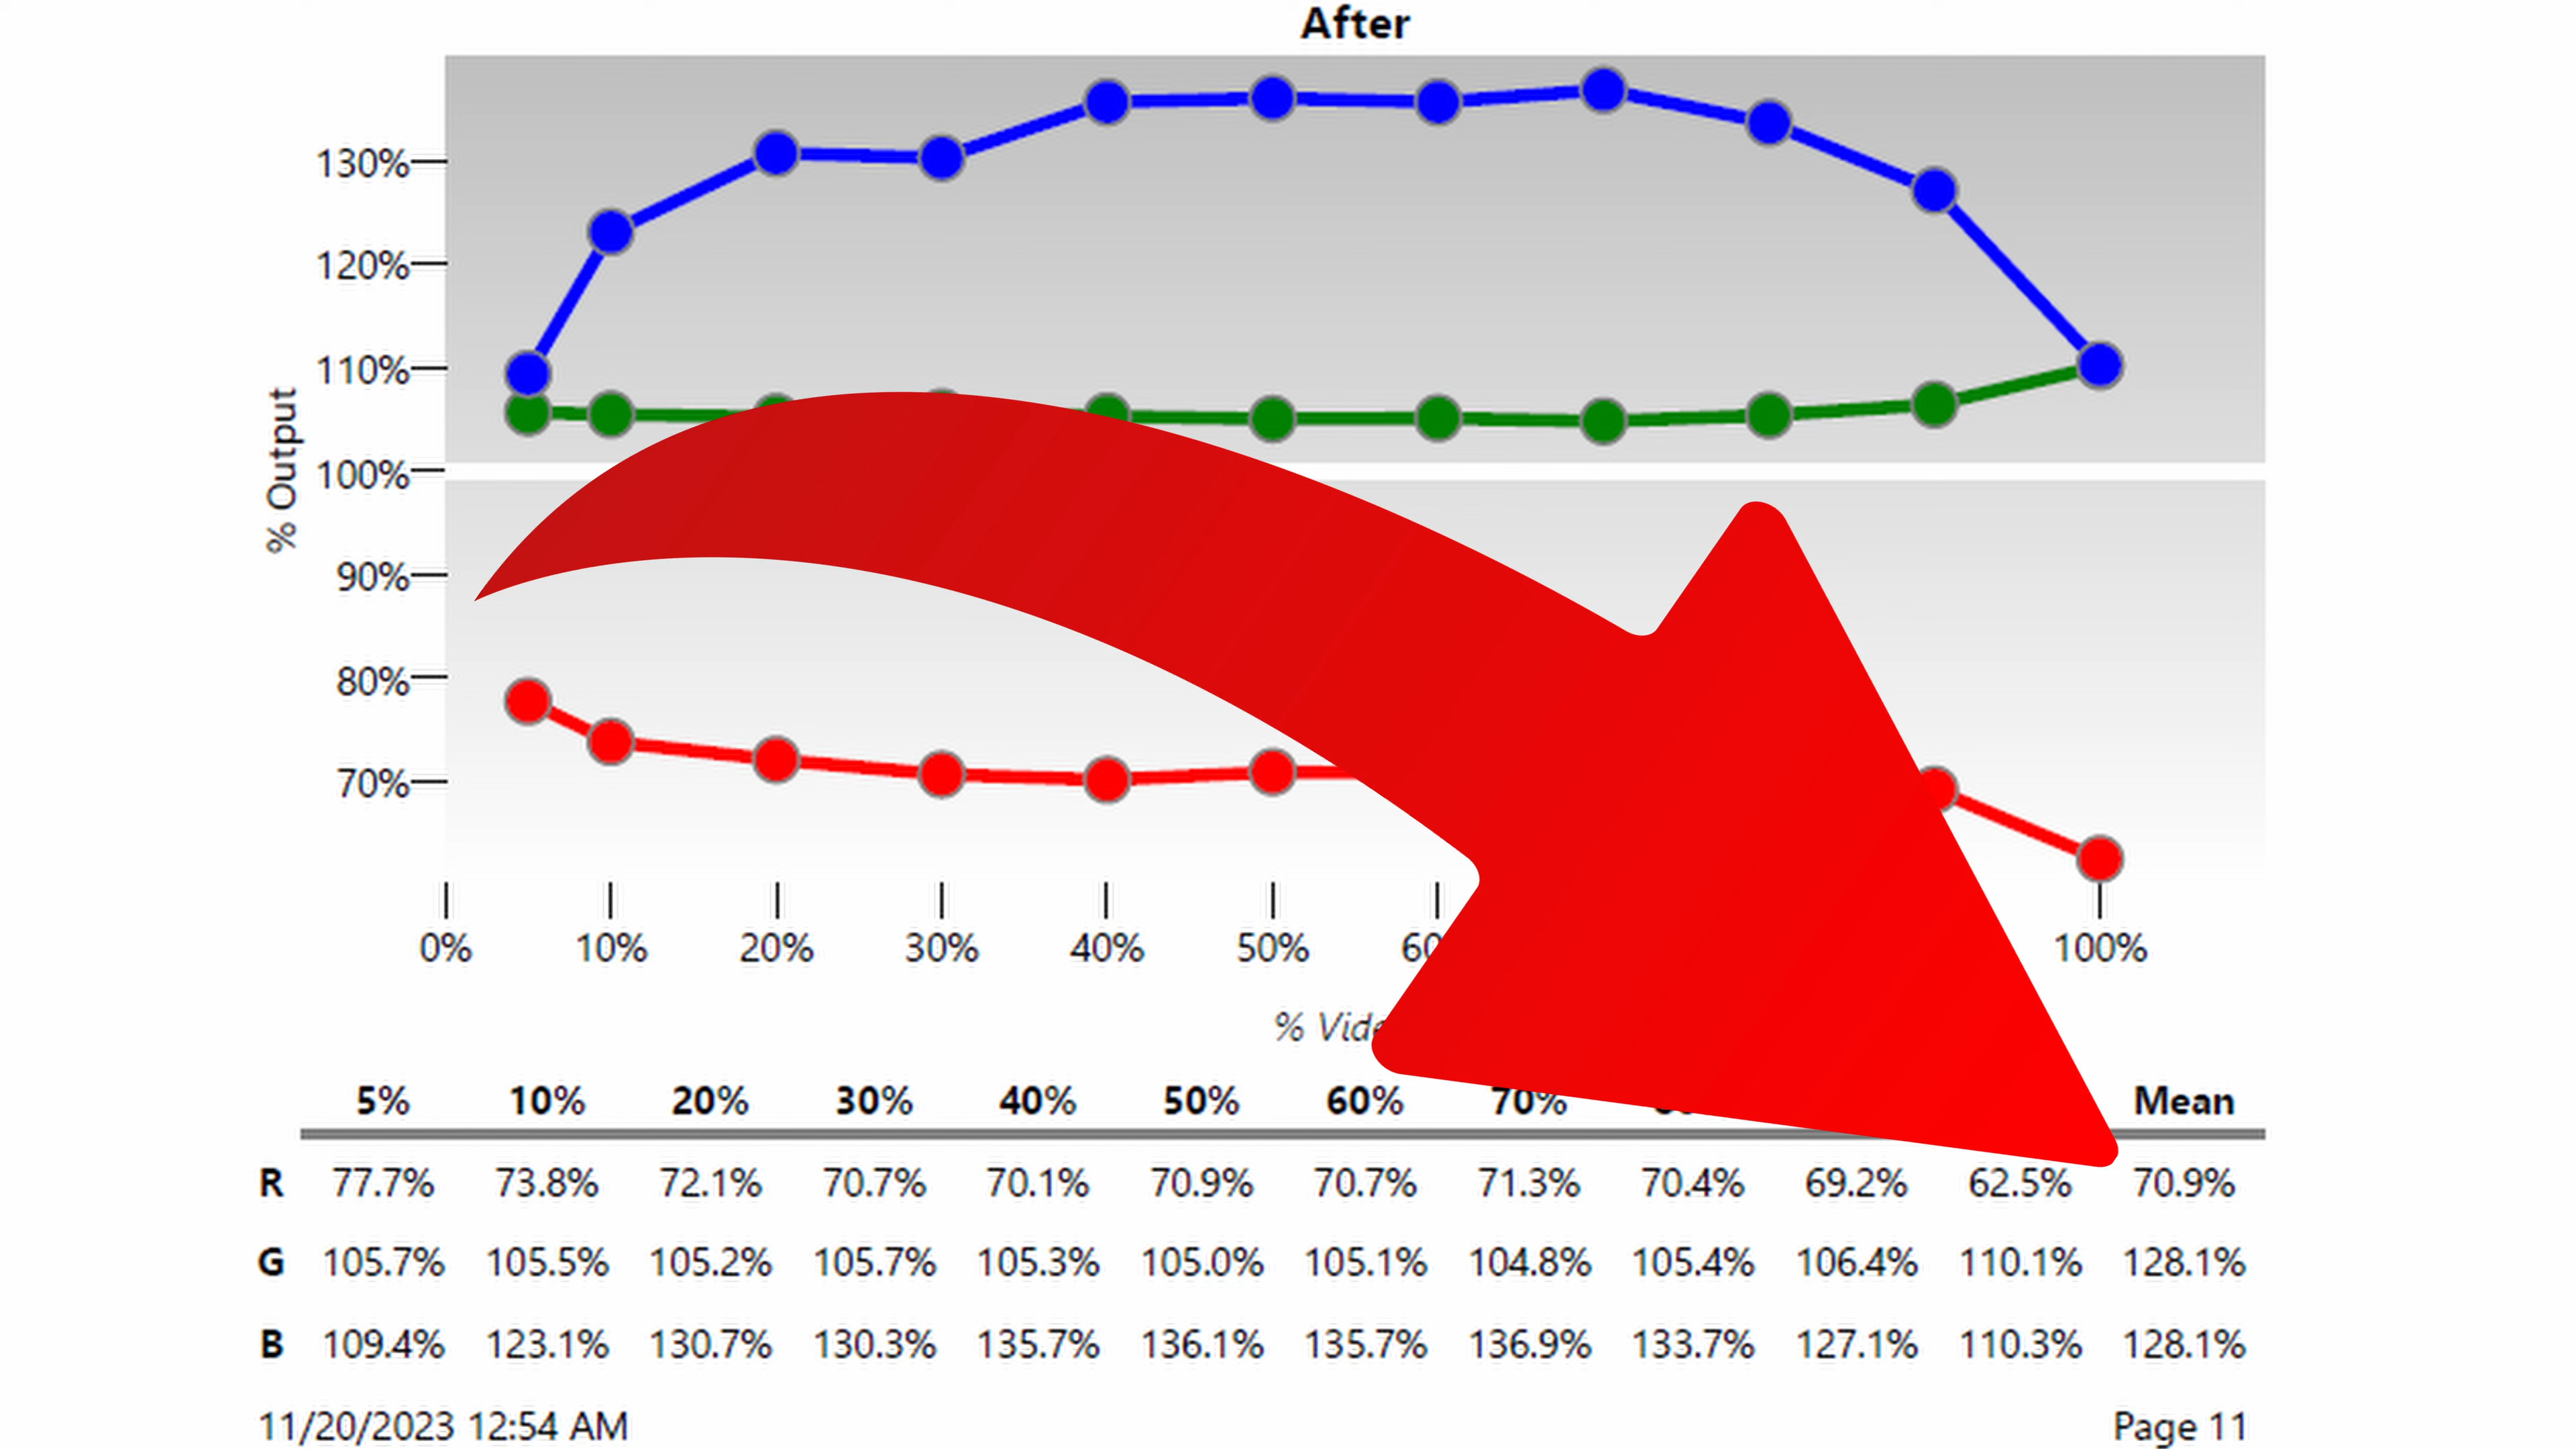 After
130%
120%
110%
100%
90%
80%
70%
% Output
0% 10% 20% 30% 40% 50% 100%
%
5% 10% 20% 30% 40% 50% 60% 70% Mean
R 77.7% 73.8% 72.1% 70.7% 70.1% 70.9% 70.7% 71.3% 70.4% 69.2% 62.5% 70.9%
G 105.7% 105.5% 105.2% 105.7% 105.3% 105.0% 105.1% 104.8% 105.4% 106.4% 110.1% 128.1%
B 109.4% 123.1% 130.7% 130.3% 135.7% 136.1% 135.7% 136.9% 133.7% 127.1% 110.3% 128.1%
11/20/2023 12:54 AM Page 11